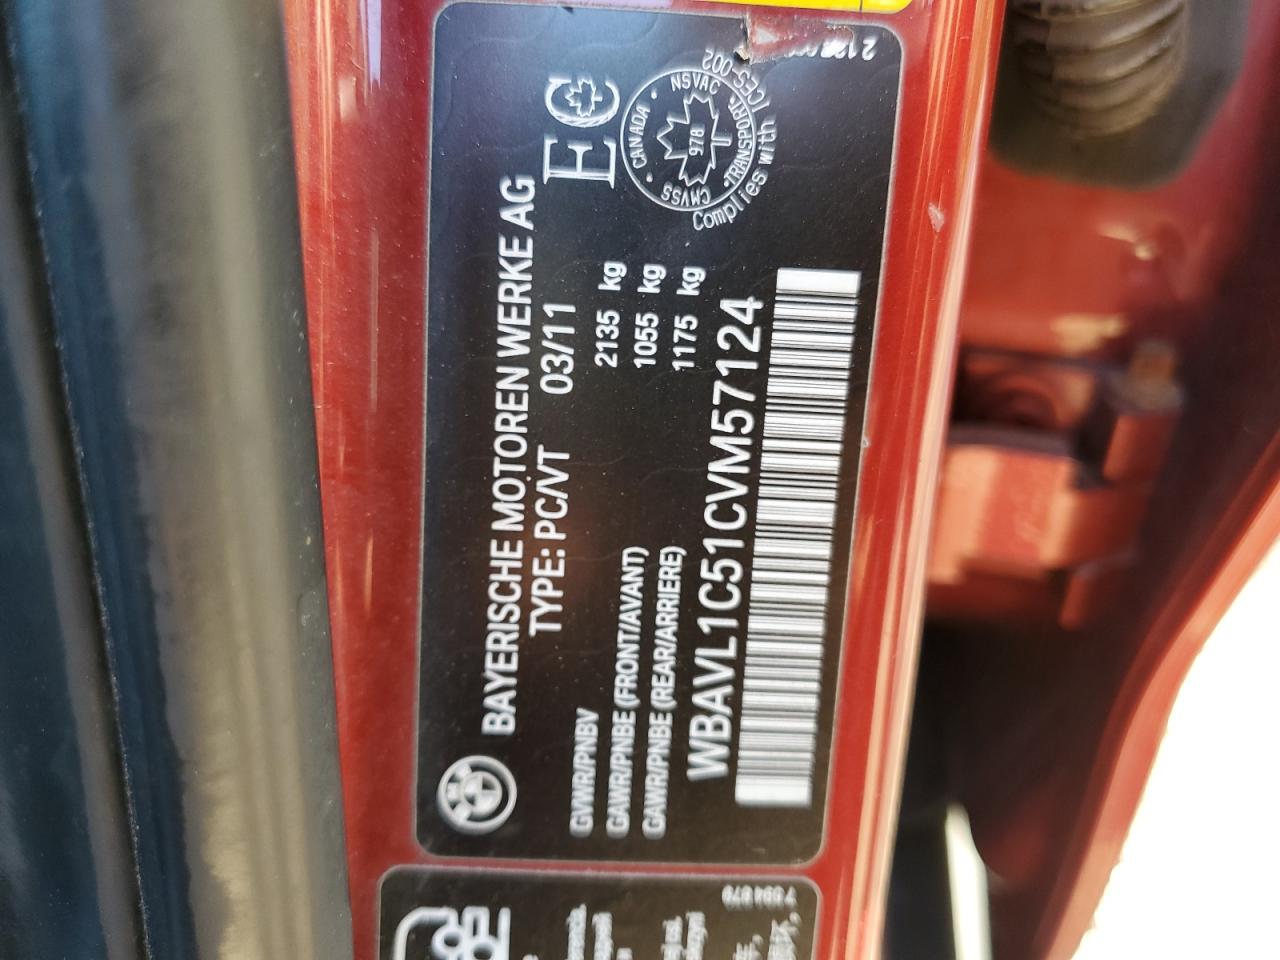 BAYERISCHE MOTOREN WERKE AG
TYPE: PC/VT 03/11
GVWR/PNBV 2135 kg
GAWR/PNBE (FRONT/AVANT) 1055 kg
GAWR/PNBE (REAR/ARRIERE) 1175 kg
WBAVL1C51CVM57124
EC
CANADA · NSVAC · TRANSPORT · CMVSS
978
Complies with ICES-002
7594870